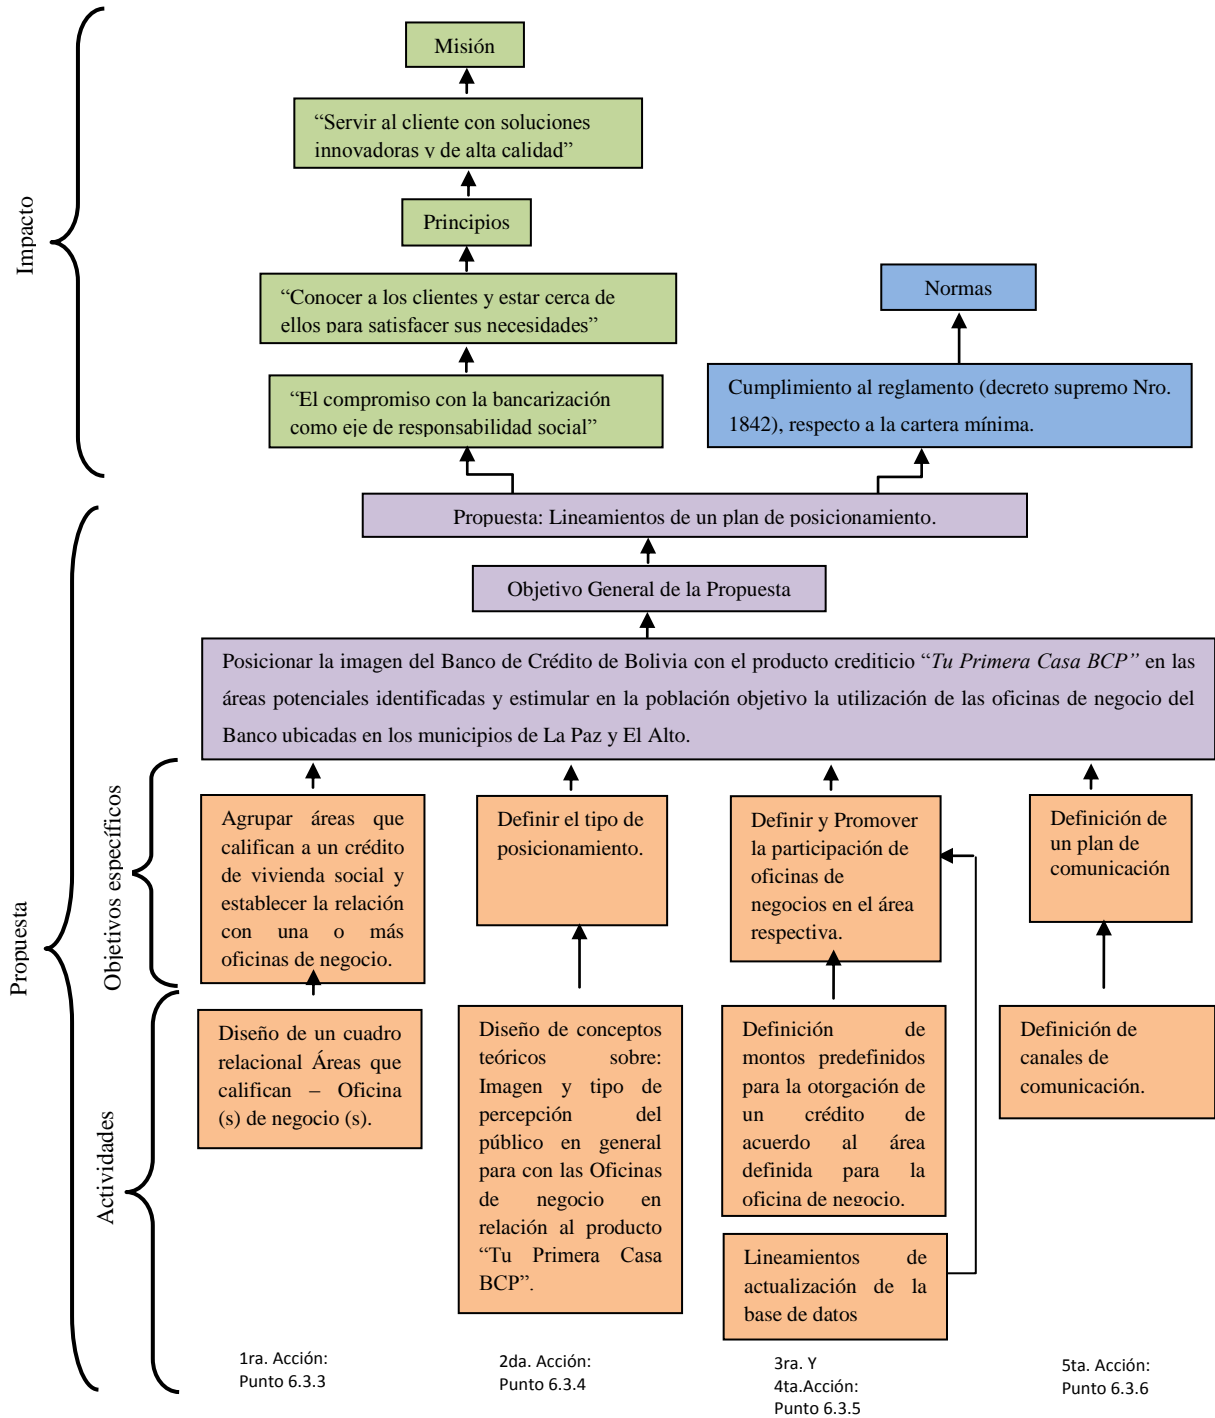 Misión
“Servir al cliente con soluciones
innovadoras y de alta calidad”
Principios
“Conocer a los clientes y estar cerca de
ellos para satisfacer sus necesidades”
“El compromiso con la bancarización
como eje de responsabilidad social”
Impacto
Normas
Cumplimiento al reglamento (decreto supremo Nro.
1842), respecto a la cartera mínima.
Propuesta: Lineamientos de un plan de posicionamiento.
Objetivo General de la Propuesta
Posicionar la imagen del Banco de Crédito de Bolivia con el producto crediticio “Tu Primera Casa BCP” en las
áreas potenciales identificadas y estimular en la población objetivo la utilización de las oficinas de negocio del
Banco ubicadas en los municipios de La Paz y El Alto.
Propuesta
Objetivos específicos
Agrupar áreas que
califican a un crédito
de vivienda social y
establecer la relación
con una o más
oficinas de negocio.
Definir el tipo de
posicionamiento.
Definir y Promover
la participación de
oficinas de
negocios en el área
respectiva.
Definición de
un plan de
comunicación
Actividades
Diseño de un cuadro
relacional Áreas que
califican – Oficina
(s) de negocio (s).
Diseño de conceptos
teóricos sobre:
Imagen y tipo de
percepción del
público en general
para con las Oficinas
de negocio en
relación al producto
“Tu Primera Casa
BCP”.
Definición de
montos predefinidos
para la otorgación de
un crédito de
acuerdo al área
definida para la
oficina de negocio.
Lineamientos de
actualización de la
base de datos
Definición de
canales de
comunicación.
1ra. Acción:
Punto 6.3.3
2da. Acción:
Punto 6.3.4
3ra. Y
4ta.Acción:
Punto 6.3.5
5ta. Acción:
Punto 6.3.6